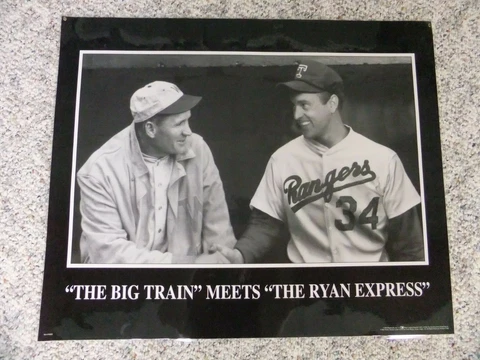 T
Rangers
34
"THE BIG TRAIN" MEETS "THE RYAN EXPRESS"